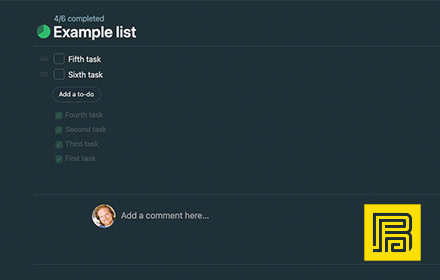 4/6 completed
Example list
Fifth task
Sixth task
Add a to-do
Fourth task
Second task
Third task
First task
Add a comment here...